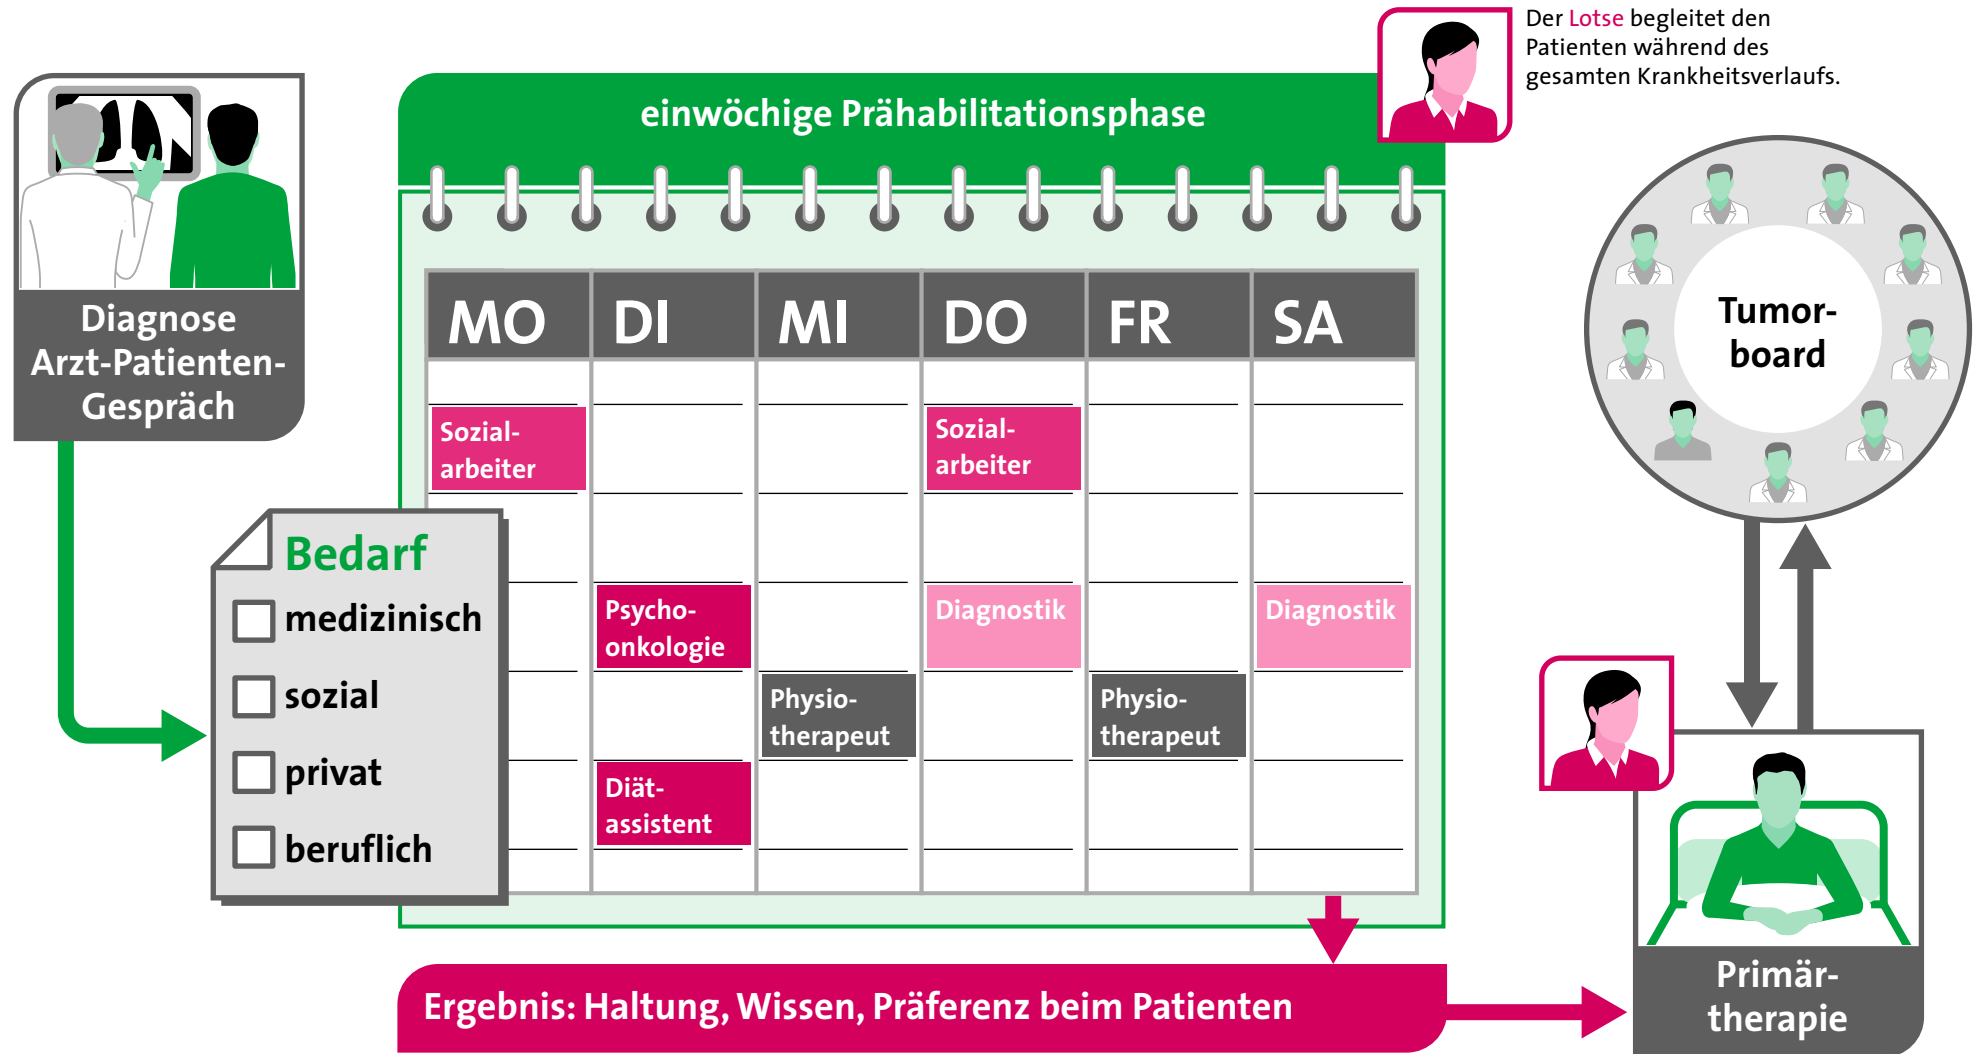 Der Lotse begleitet den
Patienten während des
gesamten Krankheitsverlaufs.
einwöchige Prähabilitationsphase
Diagnose
Arzt-Patienten-
Gespräch
MO DI MI DO FR SA
Sozial-
arbeiter
Sozial-
arbeiter
Psycho-
onkologie
Diagnostik
Diagnostik
Physio-
therapeut
Physio-
therapeut
Diät-
assistent
Bedarf
medizinisch
sozial
privat
beruflich
Ergebnis: Haltung, Wissen, Präferenz beim Patienten
Tumor-
board
Primär-
therapie